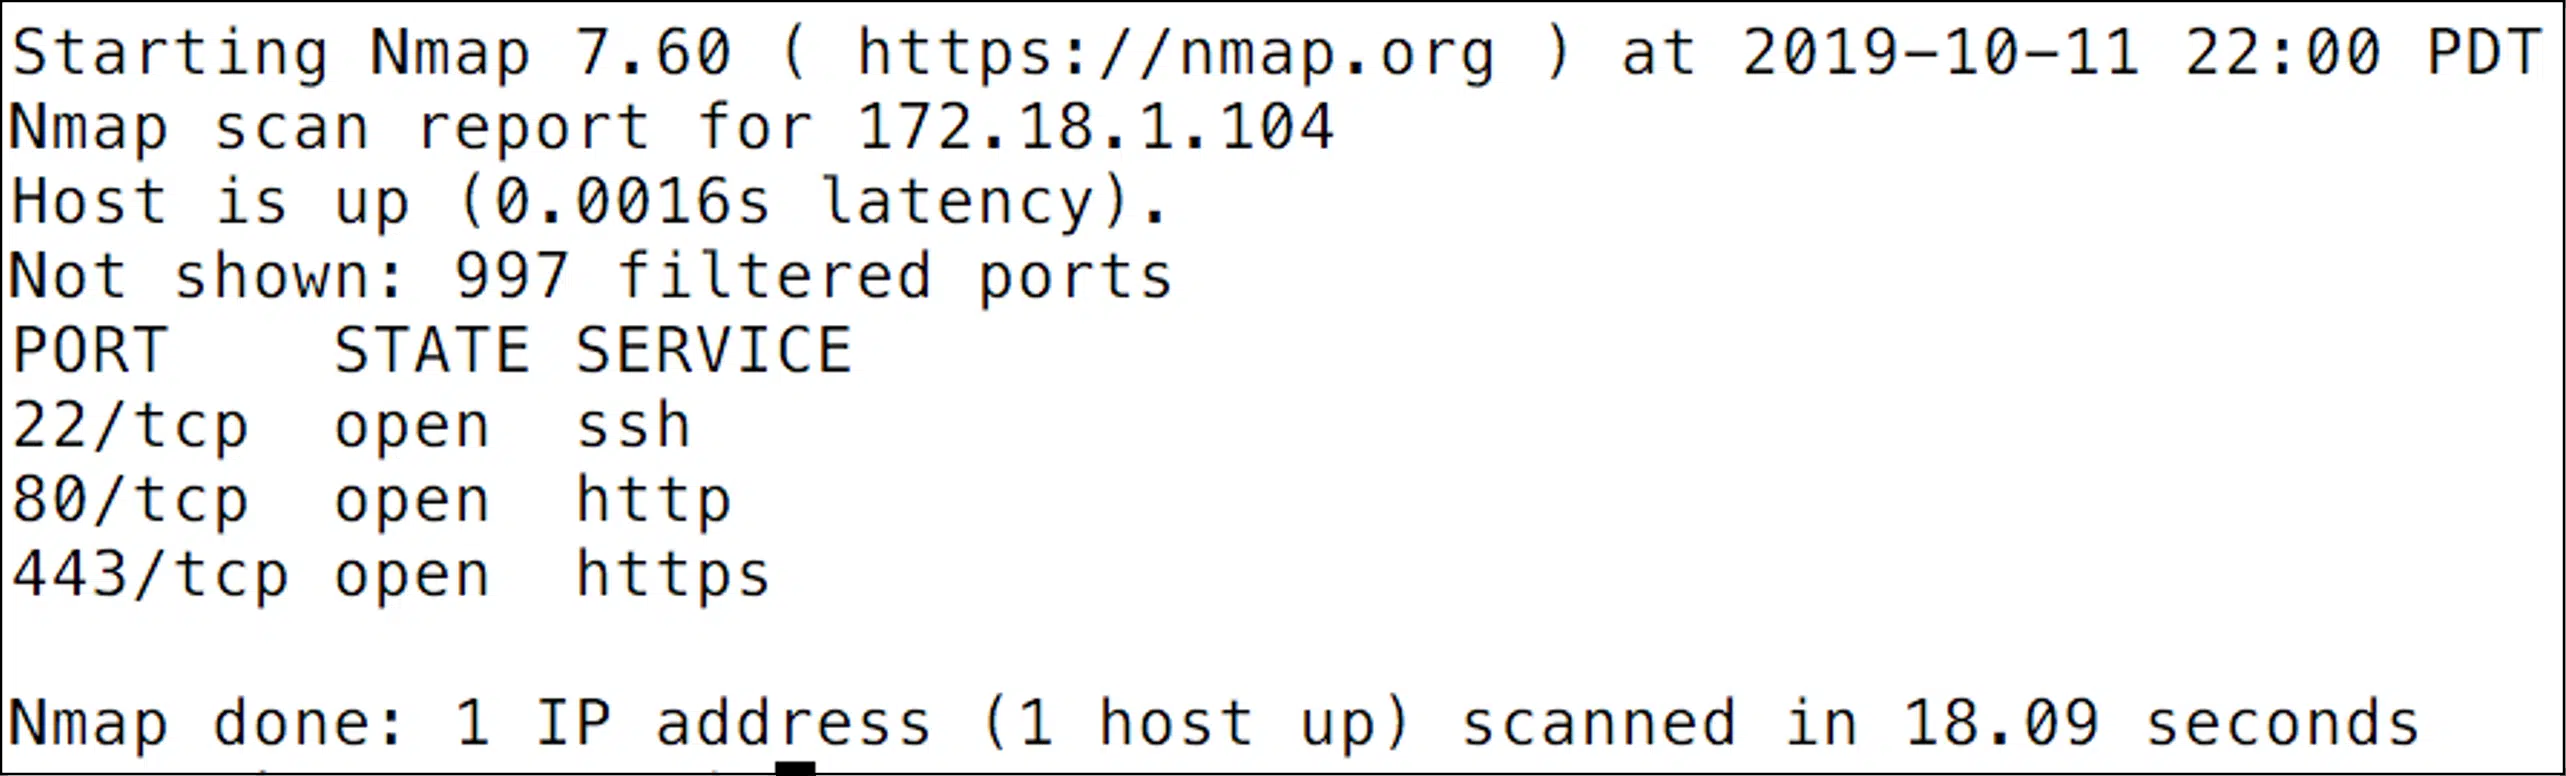 Starting Nmap 7.60 ( https://nmap.org ) at 2019-10-11 22:00 PDT
Nmap scan report for 172.18.1.104
Host is up (0.0016s latency).
Not shown: 997 filtered ports
PORT    STATE SERVICE
22/tcp  open  ssh
80/tcp  open  http
443/tcp open  https

Nmap done: 1 IP address (1 host up) scanned in 18.09 seconds